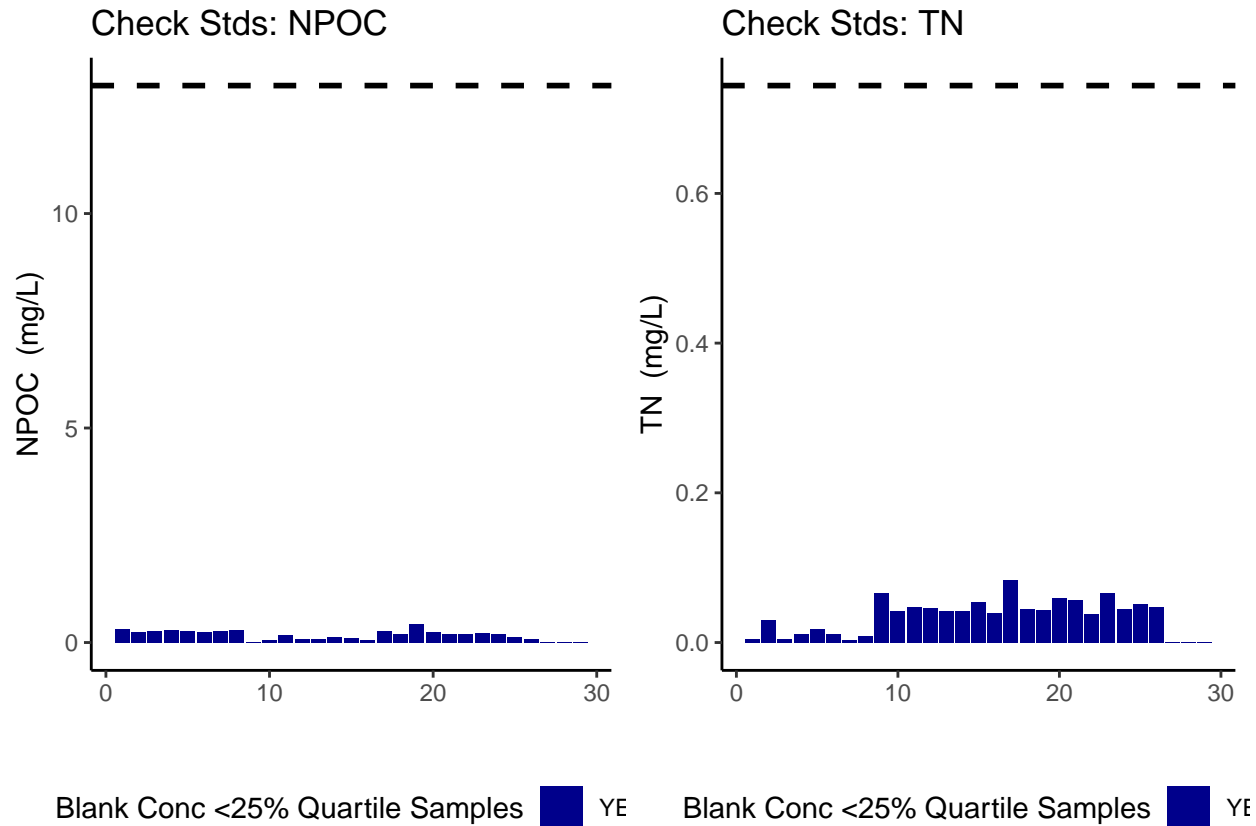 Check Stds: NPOC
NPOC (mg/L)
10
5
0
0 10 20 30
Blank Conc <25% Quartile Samples YE
Check Stds: TN
TN (mg/L)
0.6
0.4
0.2
0.0
0 10 20 30
Blank Conc <25% Quartile Samples YE